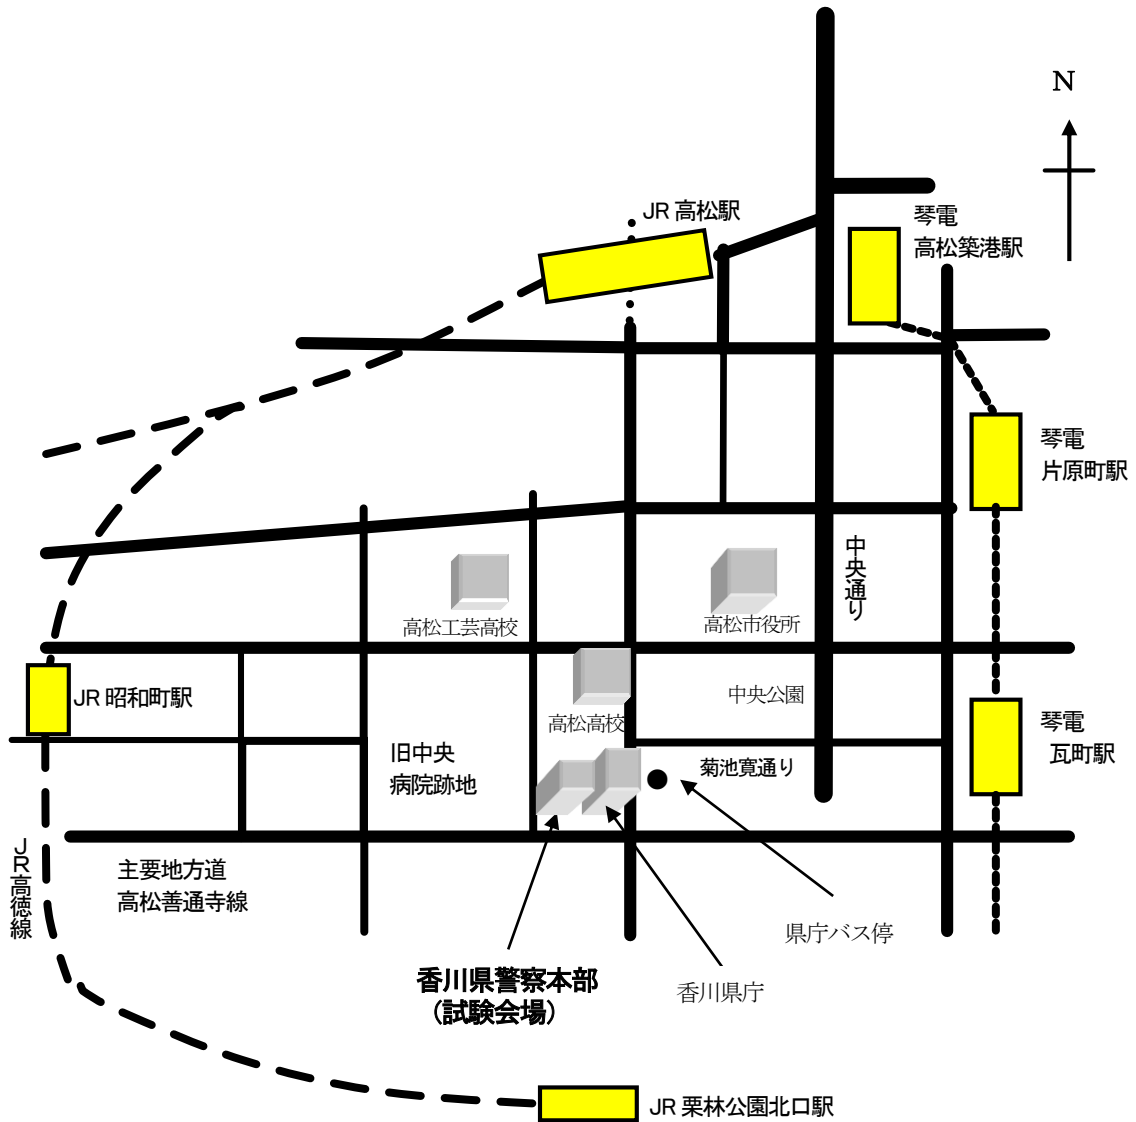 N
JR 高松駅
琴電
高松築港駅
琴電
片原町駅
中央通り
高松工芸高校
高松市役所
JR 昭和町駅
中央公園
高松高校
琴電
瓦町駅
旧中央
病院跡地
菊池寛通り
JR高徳線
主要地方道
高松善通寺線
県庁バス停
香川県警察本部
（試験会場）
香川県庁
JR 栗林公園北口駅